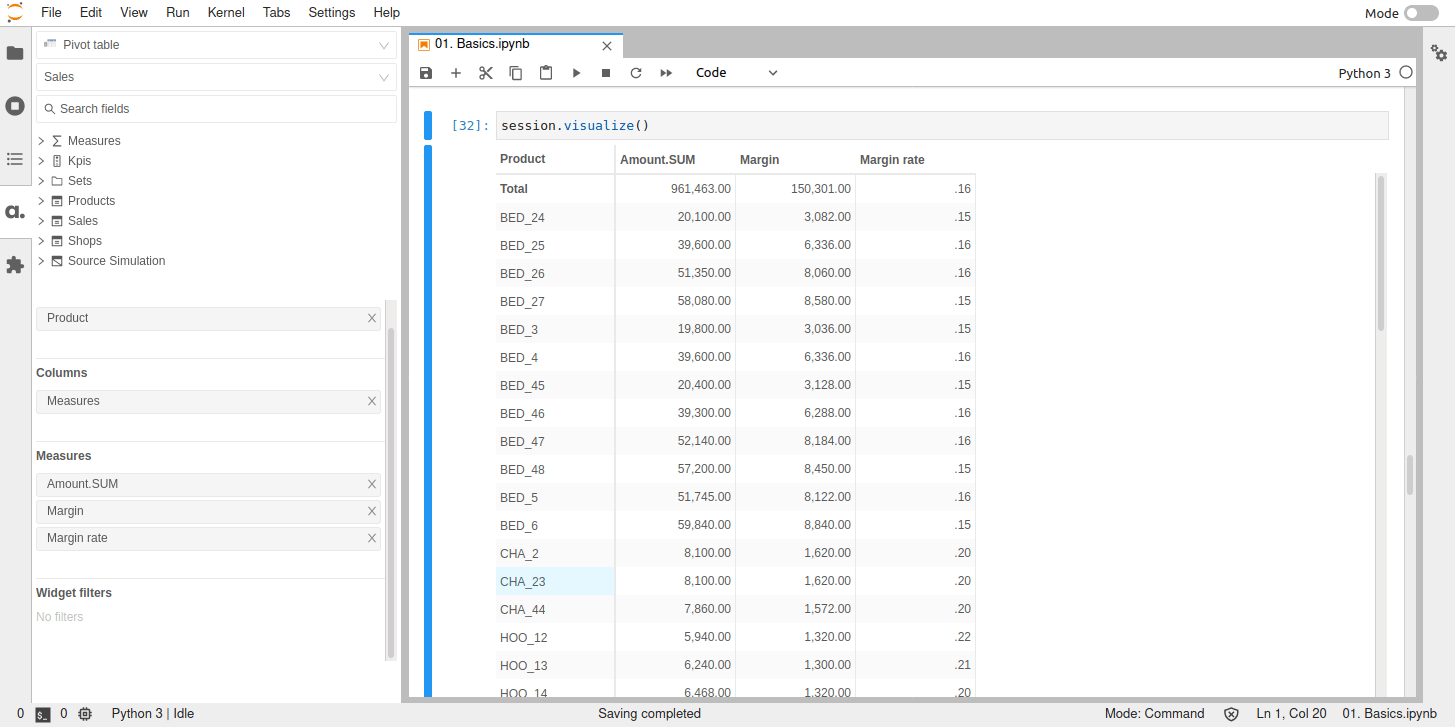 File Edit View Run Kernel Tabs Settings Help Mode
Pivot table
Sales
Search fields
Measures
Kpis
Sets
Products
Sales
Shops
Source Simulation
Product
Columns
Measures
Measures
Amount.SUM
Margin
Margin rate
Widget filters
No filters
a.
01. Basics.ipynb
Code Python 3
[32]: session.visualize()
Product Amount.SUM Margin Margin rate
Total 961,463.00 150,301.00 .16
BED_24 20,100.00 3,082.00 .15
BED_25 39,600.00 6,336.00 .16
BED_26 51,350.00 8,060.00 .16
BED_27 58,080.00 8,580.00 .15
BED_3 19,800.00 3,036.00 .15
BED_4 39,600.00 6,336.00 .16
BED_45 20,400.00 3,128.00 .15
BED_46 39,300.00 6,288.00 .16
BED_47 52,140.00 8,184.00 .16
BED_48 57,200.00 8,450.00 .15
BED_5 51,745.00 8,122.00 .16
BED_6 59,840.00 8,840.00 .15
CHA_2 8,100.00 1,620.00 .20
CHA_23 8,100.00 1,620.00 .20
CHA_44 7,860.00 1,572.00 .20
HOO_12 5,940.00 1,320.00 .22
HOO_13 6,240.00 1,300.00 .21
HOO_14 6,468.00 1,320.00 .20
0 $_ 0 Python 3 | Idle Saving completed Mode: Command Ln 1, Col 20 01. Basics.ipynb